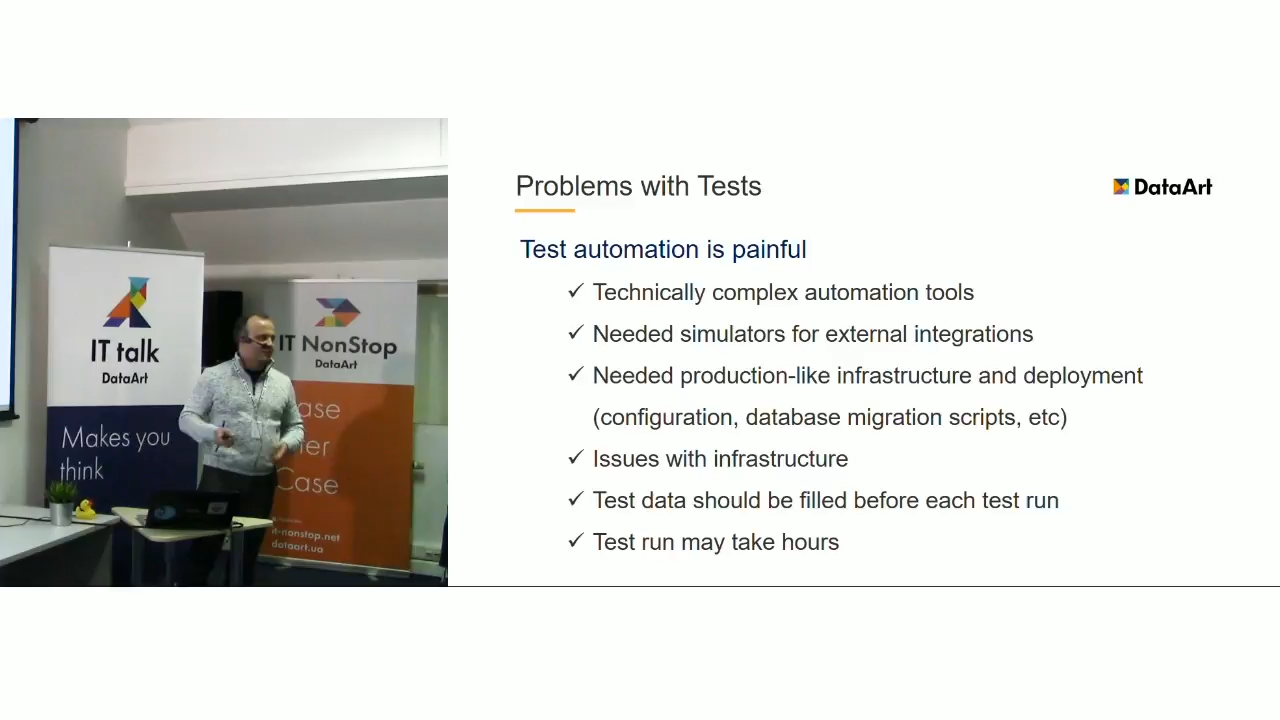 Problems with Tests
DataArt
Test automation is painful
✓ Technically complex automation tools
✓ Needed simulators for external integrations
✓ Needed production-like infrastructure and deployment
(configuration, database migration scripts, etc)
✓ Issues with infrastructure
✓ Test data should be filled before each test run
✓ Test run may take hours
IT talk
DataArt
Makes you
think
IT NonStop
DataArt
Case
it-nonstop.net
dataart.ua